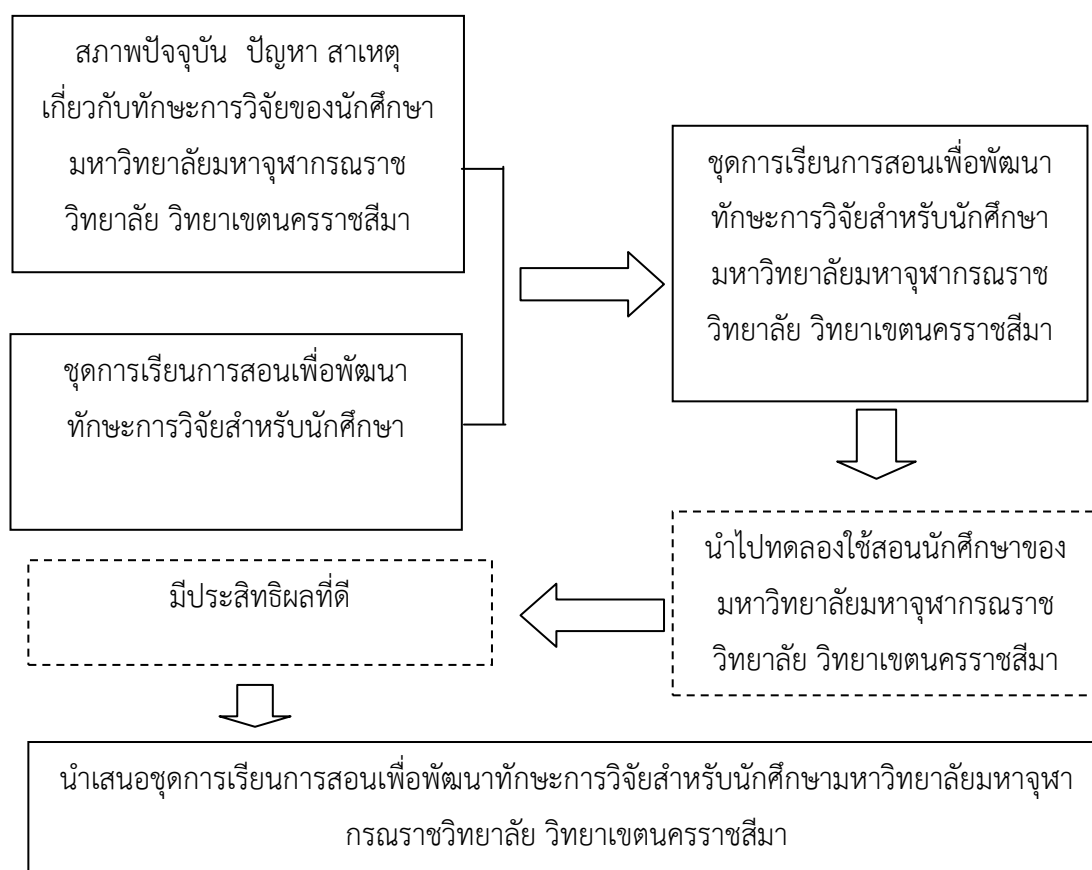 สภาพปัจจุบัน ปัญหา สาเหตุ
เกี่ยวกับทักษะการวิจัยของนักศึกษา
มหาวิทยาลัยมหาจุฬากรณราช
วิทยาลัย วิทยาเขตนครราชสีมา
ชุดการเรียนการสอนเพื่อพัฒนา
ทักษะการวิจัยสำหรับนักศึกษา
ชุดการเรียนการสอนเพื่อพัฒนา
ทักษะการวิจัยสำหรับนักศึกษา
มหาวิทยาลัยมหาจุฬากรณราช
วิทยาลัย วิทยาเขตนครราชสีมา
นำไปทดลองใช้สอนนักศึกษาของ
มหาวิทยาลัยมหาจุฬากรณราช
วิทยาลัย วิทยาเขตนครราชสีมา
มีประสิทธิผลที่ดี
นำเสนอชุดการเรียนการสอนเพื่อพัฒนาทักษะการวิจัยสำหรับนักศึกษามหาวิทยาลัยมหาจุฬา
กรณราชวิทยาลัย วิทยาเขตนครราชสีมา